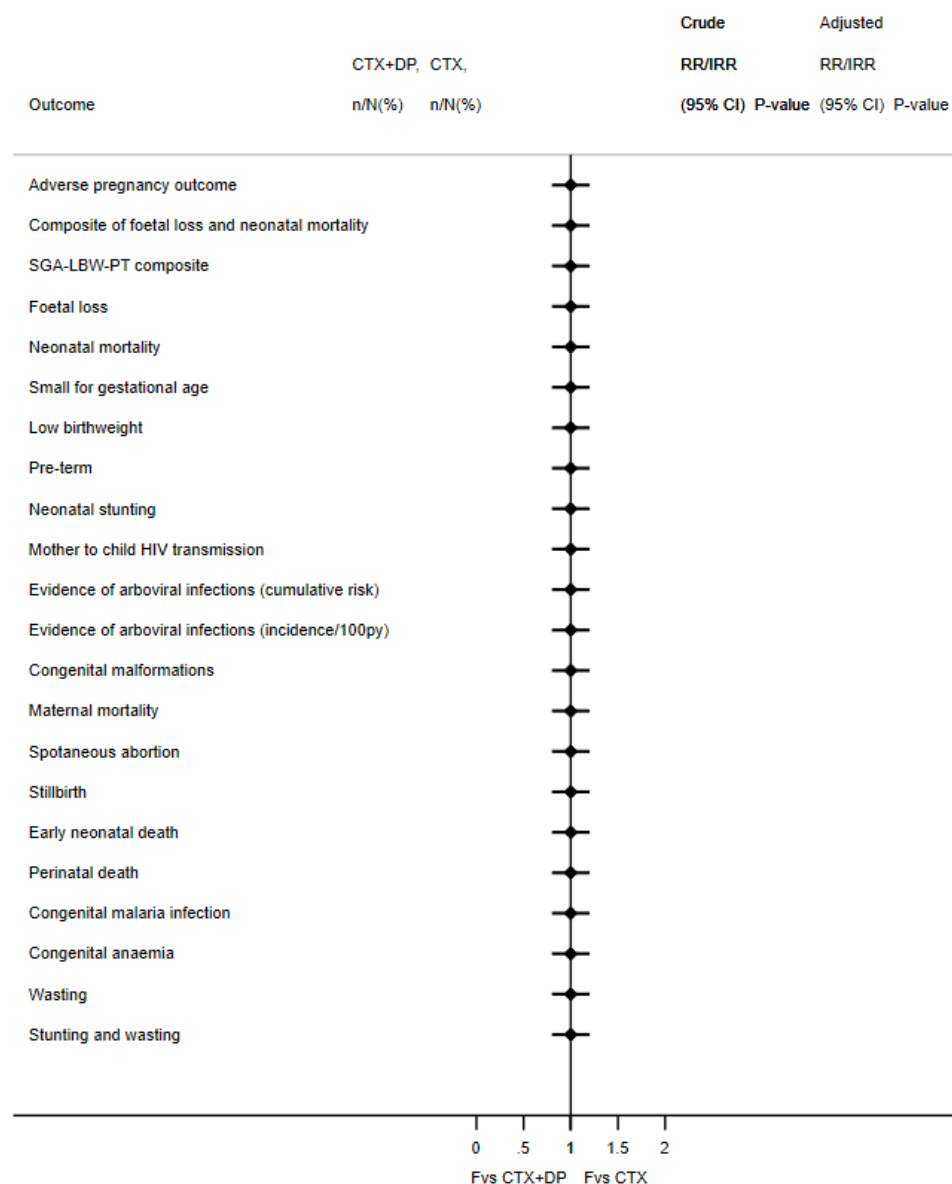 Crude Adjusted
CTX+DP, CTX, RR/IRR RR/IRR
Outcome n/N(%) n/N(%) (95% CI) P-value (95% CI) P-value
Adverse pregnancy outcome
Composite of foetal loss and neonatal mortality
SGA-LBW-PT composite
Foetal loss
Neonatal mortality
Small for gestational age
Low birthweight
Pre-term
Neonatal stunting
Mother to child HIV transmission
Evidence of arboviral infections (cumulative risk)
Evidence of arboviral infections (incidence/100py)
Congenital malformations
Maternal mortality
Spotaneous abortion
Stillbirth
Early neonatal death
Perinatal death
Congenital malaria infection
Congenital anaemia
Wasting
Stunting and wasting
0 .5 1 1.5 2
Fvs CTX+DP Fvs CTX